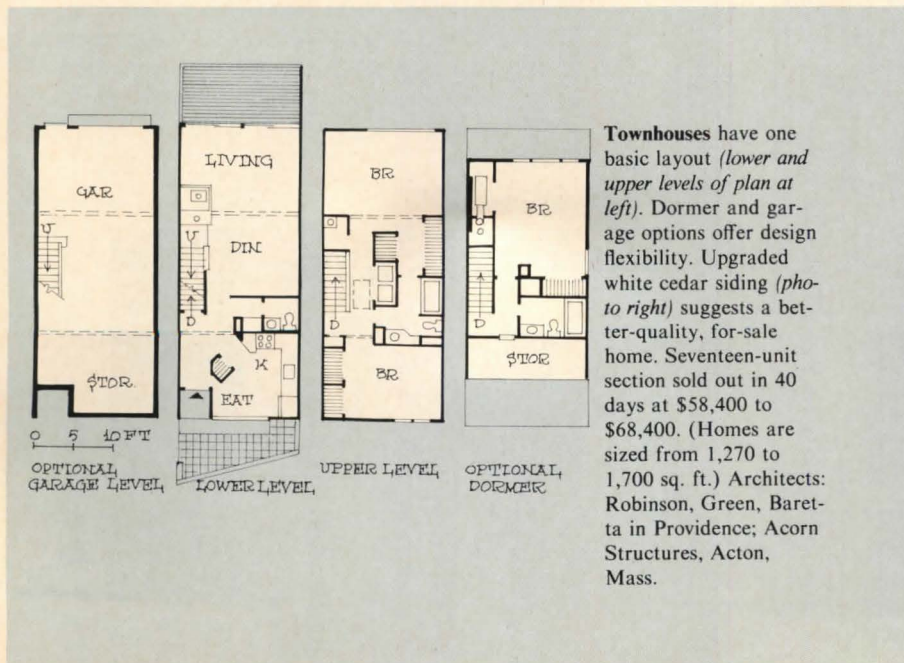 GAR
U
STOR.
0 5 10 FT
OPTIONAL
GARAGE LEVEL
LIVING
DIN
U
D
K
EAT
LOWER LEVEL
BR
D
BR
UPPER LEVEL
BR
D
STOR
OPTIONAL
DORMER
Townhouses have one
basic layout (lower and
upper levels of plan at
left). Dormer and gar-
age options offer design
flexibility. Upgraded
white cedar siding (pho-
to right) suggests a bet-
ter-quality, for-sale
home. Seventeen-unit
section sold out in 40
days at $58,400 to
$68,400. (Homes are
sized from 1,270 to
1,700 sq. ft.) Architects:
Robinson, Green, Baret-
ta in Providence; Acorn
Structures, Acton,
Mass.